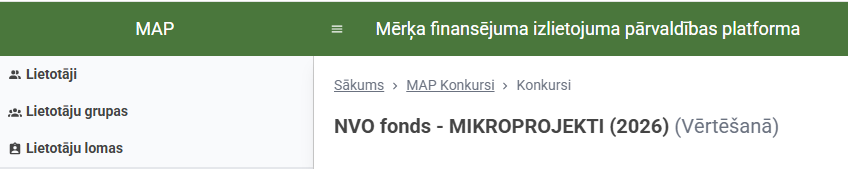 MAP
Mērķa finansējuma izlietojuma pārvaldības platforma
Lietotāji
Lietotāju grupas
Lietotāju lomas
Sākums > MAP Konkursi > Konkursi
NVO fonds - MIKROPROJEKTI (2026) (Vērtēšanā)